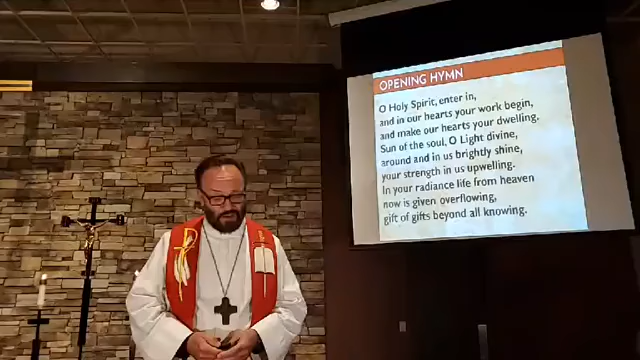 OPENING HYMN
O Holy Spirit, enter in,
and in our hearts your work begin,
and make our hearts your dwelling.
Sun of the soul, O Light divine,
around and in us brightly shine,
your strength in us upwelling.
In your radiance life from heaven
now is given overflowing,
gift of gifts beyond all knowing.